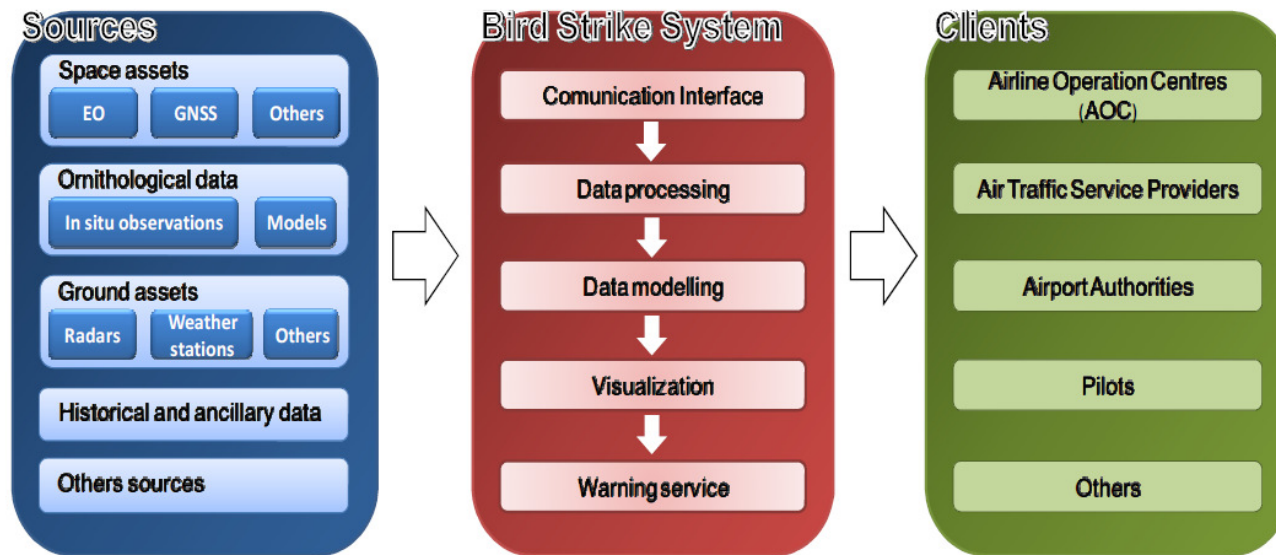 Sources
Space assets
EO
GNSS
Others
Ornithological data
In situ observations
Models
Ground assets
Radars
Weather
stations
Others
Historical and ancillary data
Others sources
Bird Strike System
Comunication Interface
Data processing
Data modelling
Visualization
Warning service
Clients
Airline Operation Centres
(AOC)
Air Traffic Service Providers
Airport Authorities
Pilots
Others